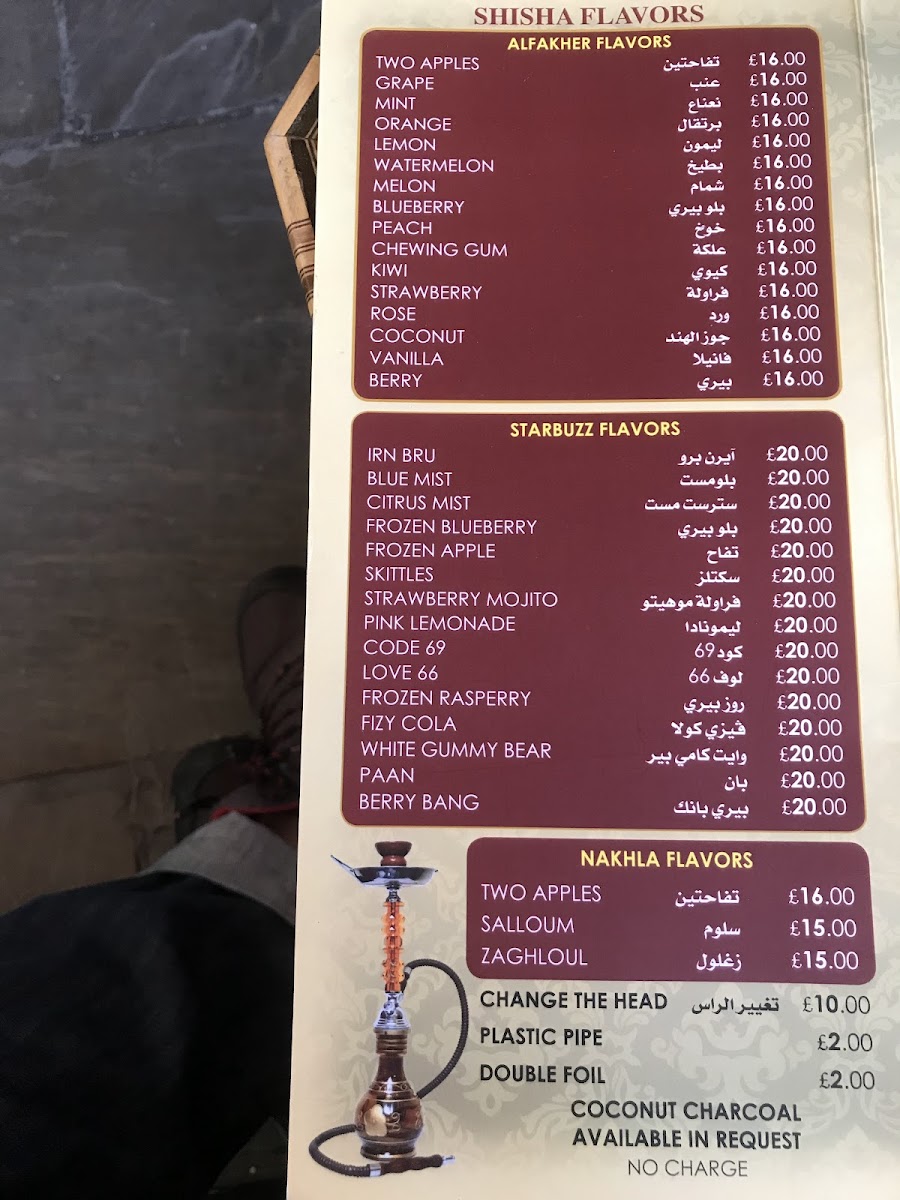 SHISHA FLAVORS
ALFAKHER FLAVORS
TWO APPLES تفاحتين £16.00
GRAPE عنب £16.00
MINT نعناع £16.00
ORANGE برتقال £16.00
LEMON ليمون £16.00
WATERMELON بطيخ £16.00
MELON شمام £16.00
BLUEBERRY بلو بيري £16.00
PEACH خوخ £16.00
CHEWING GUM علكة £16.00
KIWI كيوي £16.00
STRAWBERRY فراولة £16.00
ROSE ورد £16.00
COCONUT جوز الهند £16.00
VANILLA فانيلا £16.00
BERRY بيري £16.00
STARBUZZ FLAVORS
IRN BRU آيرن برو £20.00
BLUE MIST بلومست £20.00
CITRUS MIST سترست مست £20.00
FROZEN BLUEBERRY بلو بيري £20.00
FROZEN APPLE تفاح £20.00
SKITTLES سكتلز £20.00
STRAWBERRY MOJITO فراولة موهيتو £20.00
PINK LEMONADE ليمونادا £20.00
CODE 69 كود 69 £20.00
LOVE 66 لوف 66 £20.00
FROZEN RASPERRY روز بيري £20.00
FIZY COLA ڤيزي كولا £20.00
WHITE GUMMY BEAR وايت كامي بير £20.00
PAAN بان £20.00
BERRY BANG بيري بانك £20.00
NAKHLA FLAVORS
TWO APPLES تفاحتين £16.00
SALLOUM سلوم £15.00
ZAGHLOUL زغلول £15.00
CHANGE THE HEAD تغيير الراس £10.00
PLASTIC PIPE £2.00
DOUBLE FOIL £2.00
COCONUT CHARCOAL
AVAILABLE IN REQUEST
NO CHARGE